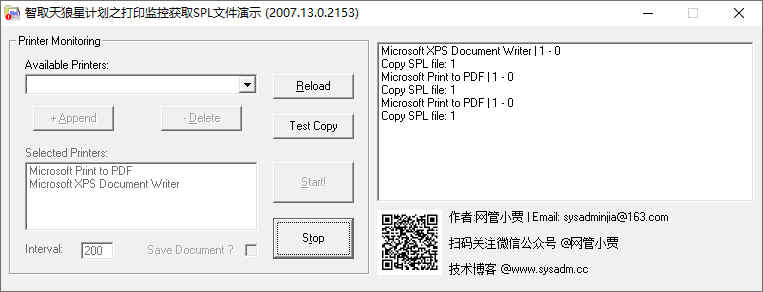 智取天狼星计划之打印监控获取SPL文件演示 (2007.13.0.2153)
Printer Monitoring
Available Printers:
Reload
+ Append
- Delete
Test Copy
Selected Printers:
Microsoft Print to PDF
Microsoft XPS Document Writer
Start!
Stop
Interval:
200
Save Document ?
Microsoft XPS Document Writer | 1 - 0
Copy SPL file: 1
Microsoft Print to PDF | 1 - 0
Copy SPL file: 1
Microsoft Print to PDF | 1 - 0
Copy SPL file: 1
作者:网管小贾 | Email: sysadminjia@163.com
扫码关注微信公众号 @网管小贾
技术博客 @www.sysadm.cc